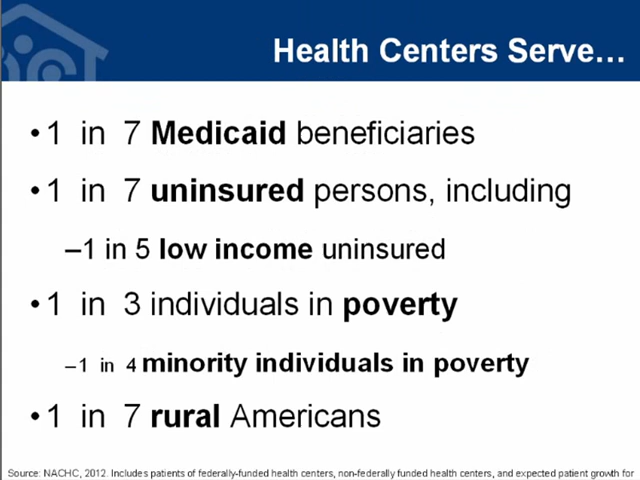 Health Centers Serve…
•1 in 7 Medicaid beneficiaries
•1 in 7 uninsured persons, including
–1 in 5 low income uninsured
•1 in 3 individuals in poverty
–1 in 4 minority individuals in poverty
•1 in 7 rural Americans
Source: NACHC, 2012. Includes patients of federally-funded health centers, non-federally funded health centers, and expected patient growth for